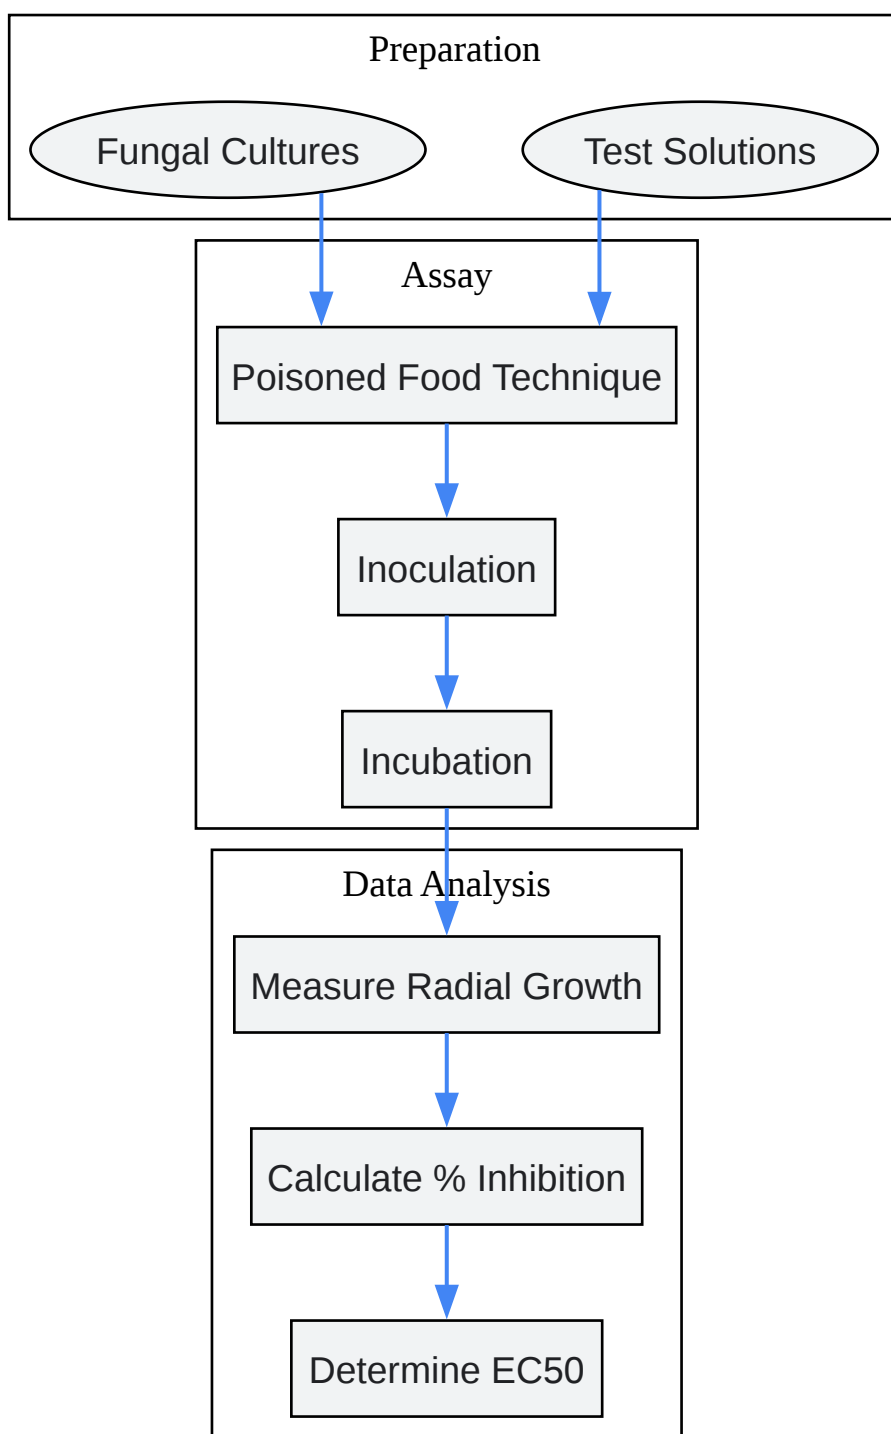 Preparation
Fungal Cultures
Test Solutions
Assay
Poisoned Food Technique
Inoculation
Incubation
Data Analysis
Measure Radial Growth
Calculate % Inhibition
Determine EC50